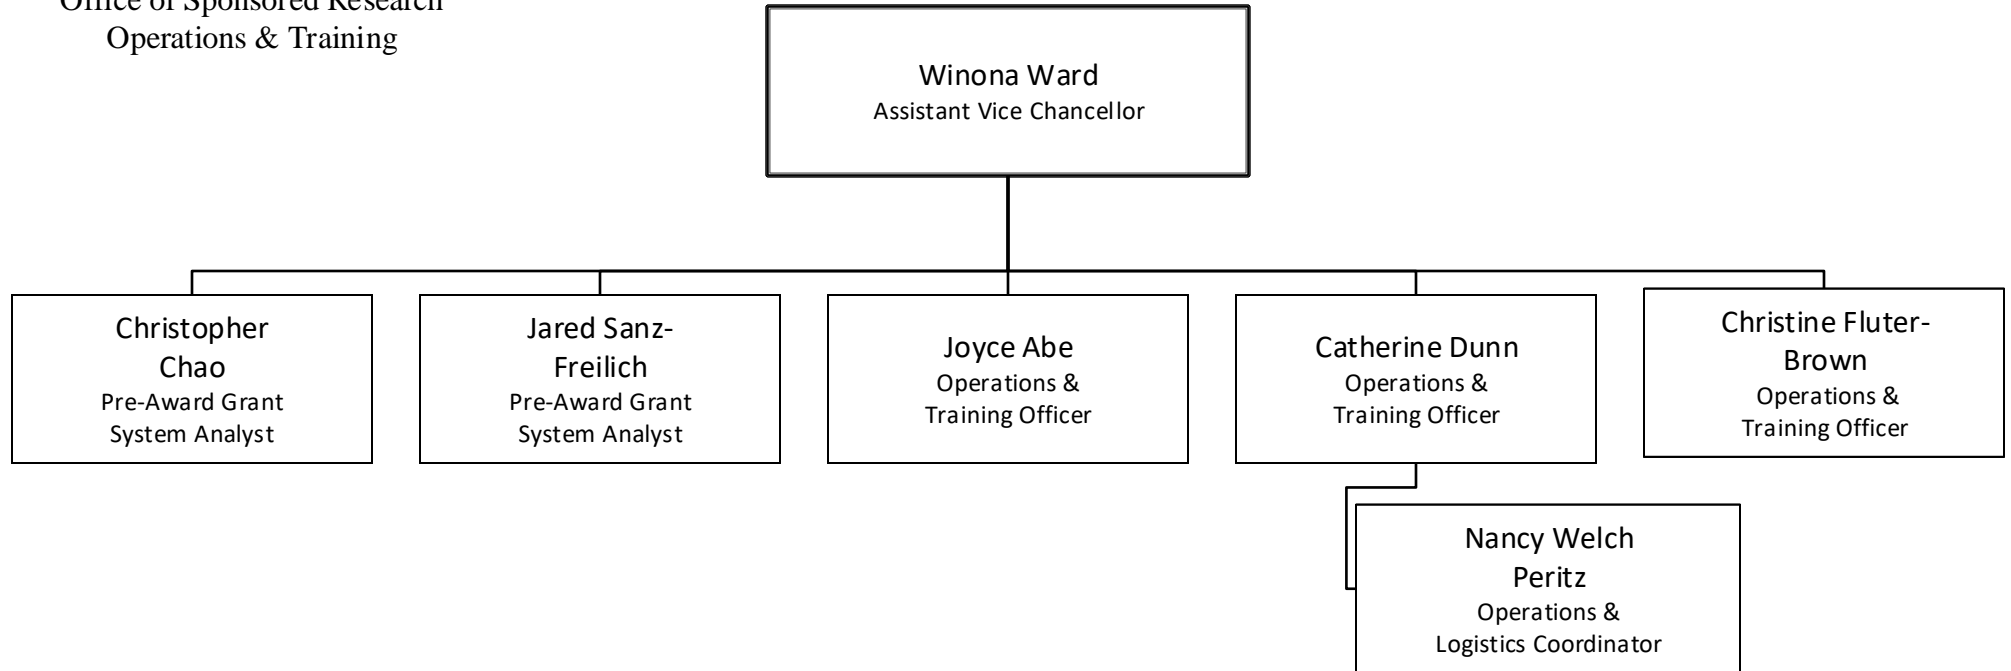 Office of Sponsored Research
Operations & Training
Winona Ward
Assistant Vice Chancellor
Christopher
Chao
Pre-Award Grant
System Analyst
Jared Sanz-
Freilich
Pre-Award Grant
System Analyst
Joyce Abe
Operations &
Training Officer
Catherine Dunn
Operations &
Training Officer
Christine Fluter-
Brown
Operations &
Training Officer
Nancy Welch
Peritz
Operations &
Logistics Coordinator